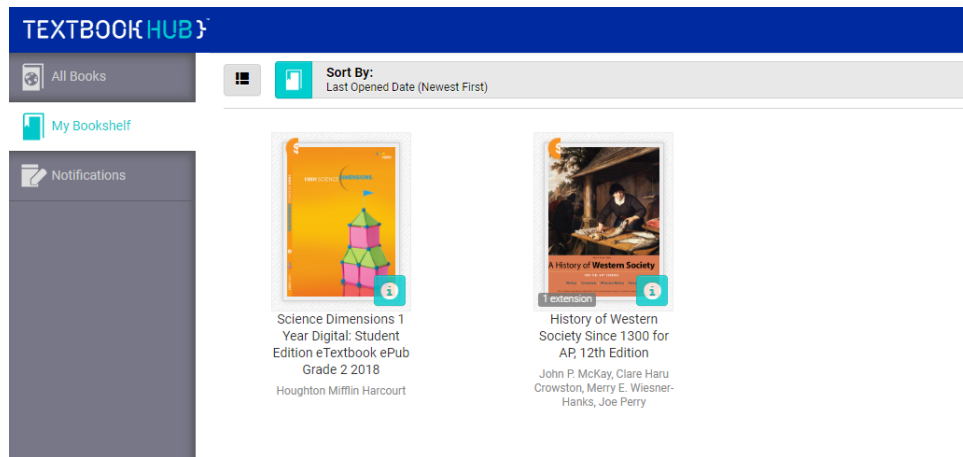 TEXTBOOK{HUB}
All Books
My Bookshelf
Notifications
Sort By:
Last Opened Date (Newest First)
SCIENCE DIMENSIONS
Science Dimensions 1
Year Digital: Student
Edition eTextbook ePub
Grade 2 2018
Houghton Mifflin Harcourt
A History of Western Society
1 extension
History of Western
Society Since 1300 for
AP, 12th Edition
John P. McKay, Clare Haru
Crowston, Merry E. Wiesner-
Hanks, Joe Perry